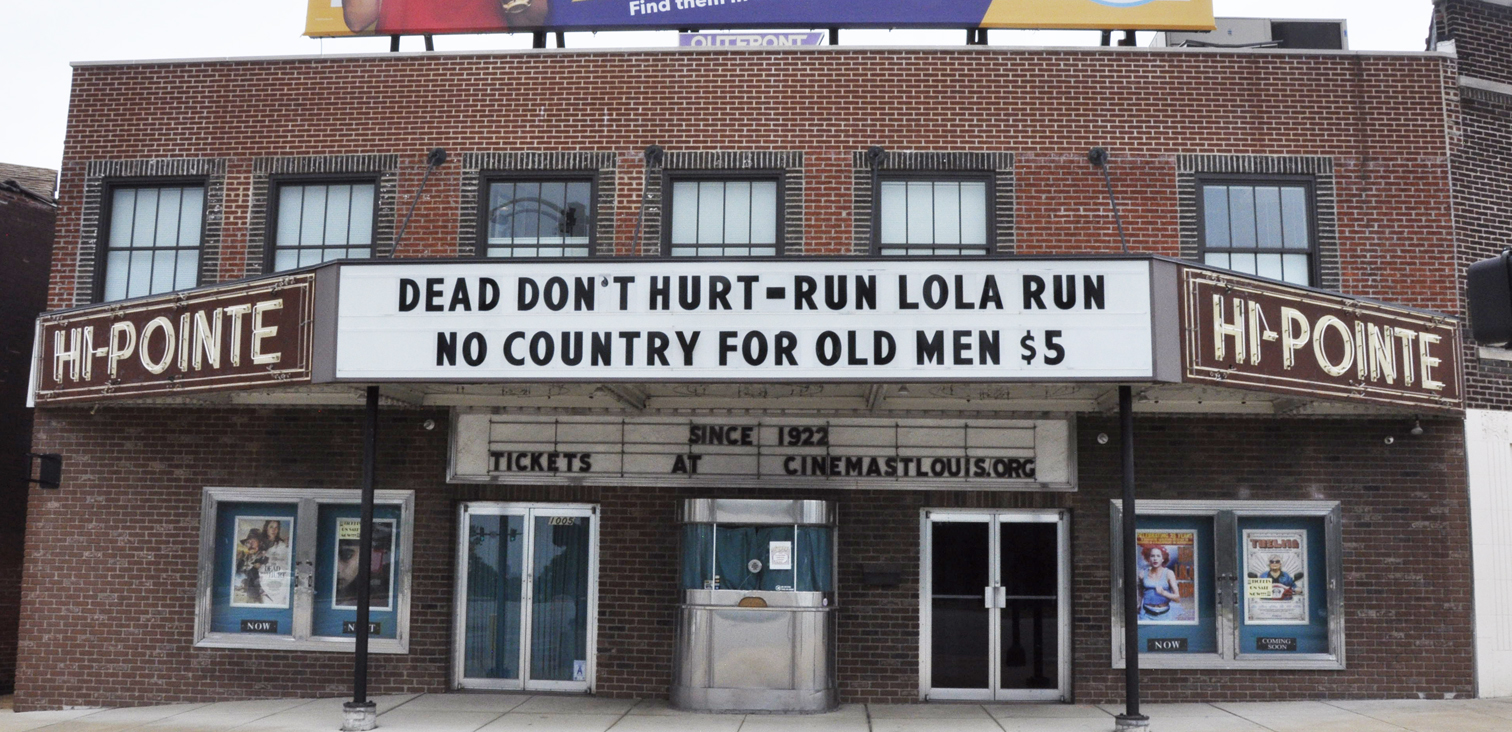 Find them
OUTFRONT
DEAD DON'T HURT-RUN LOLA RUN
NO COUNTRY FOR OLD MEN $5
HI-POINTE
HI-POINTE
SINCE 1922
TICKETS AT CINEMASTLOUIS.ORG
1005
NOW
NEXT
NOW
THELMA
COMING
SOON